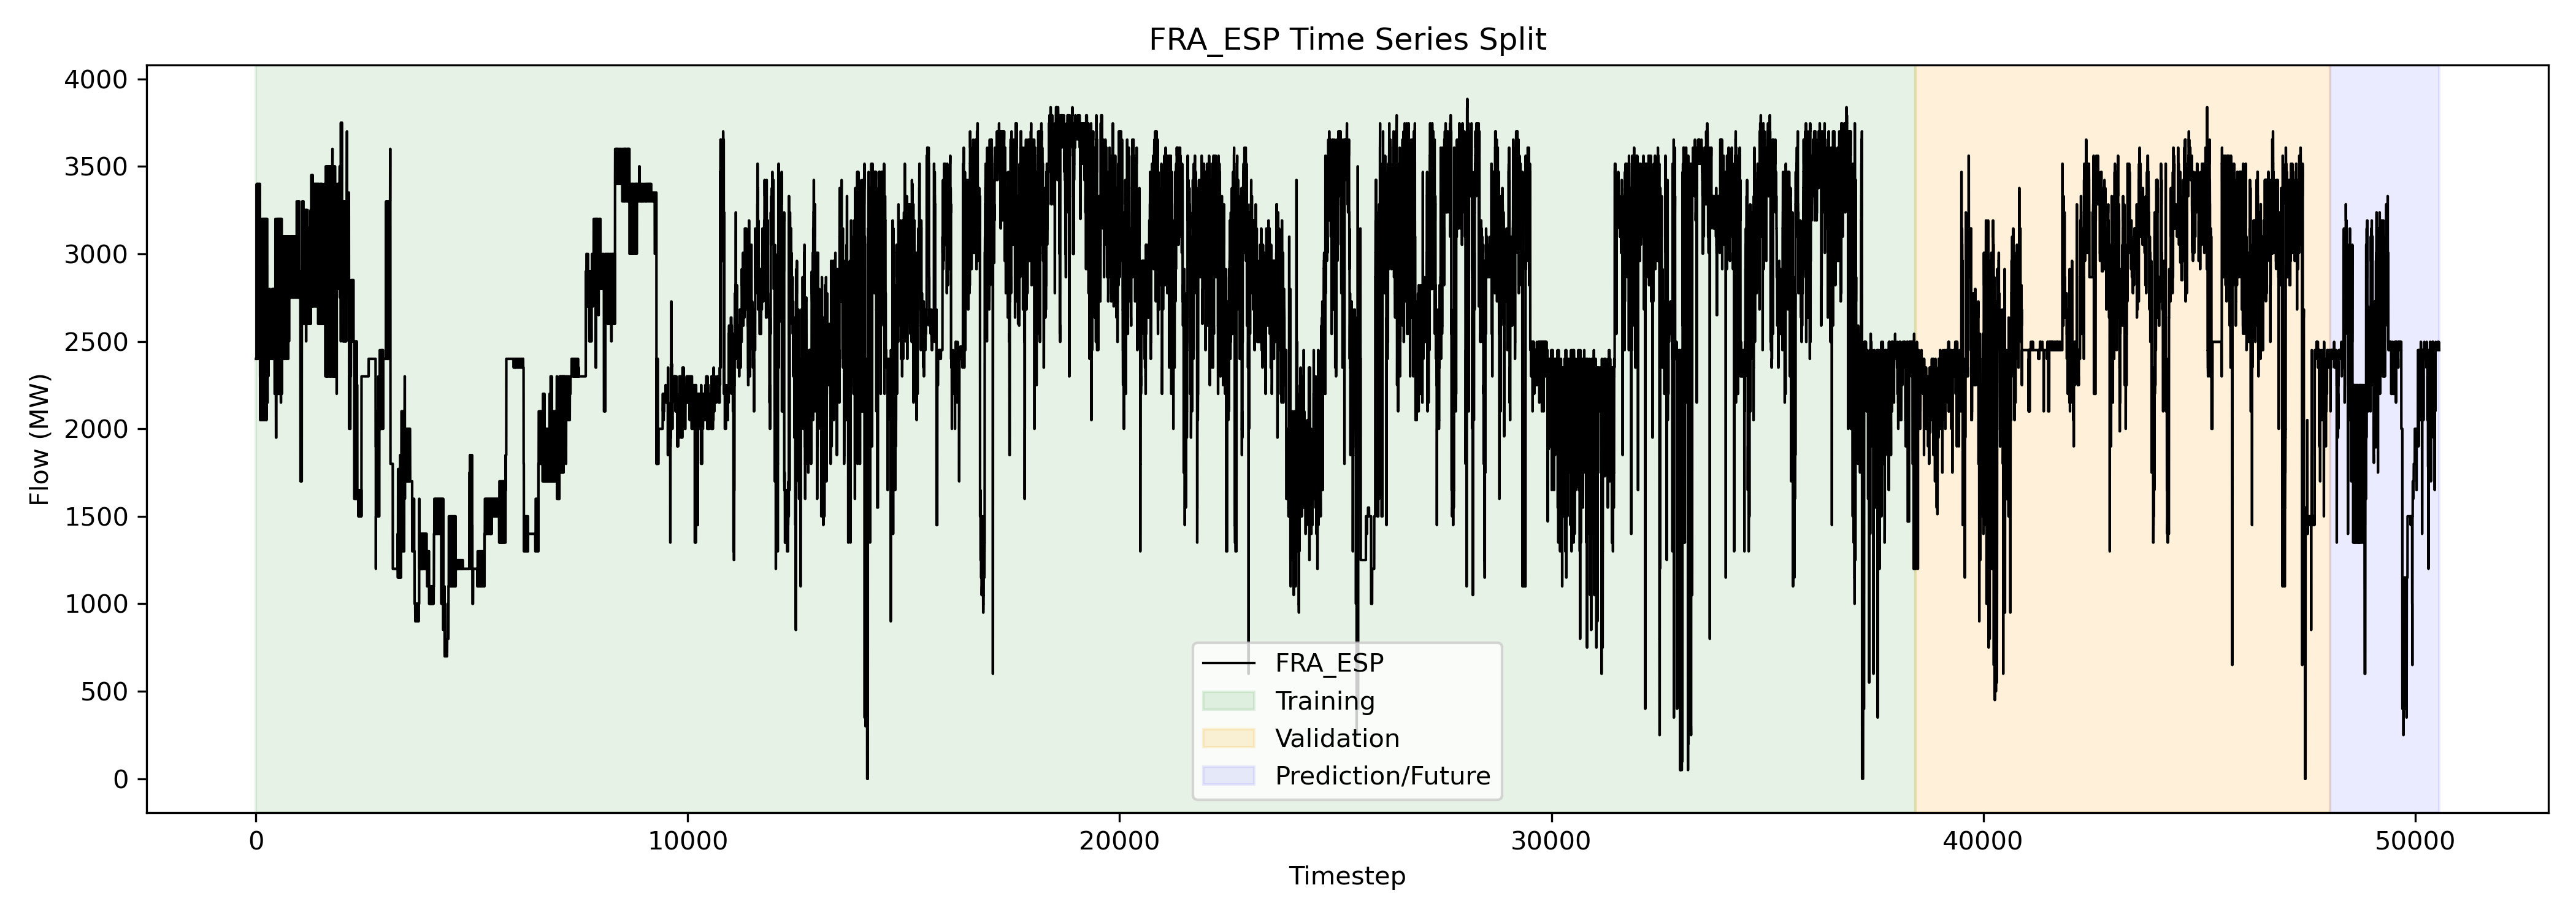 FRA_ESP Time Series Split
4000
3500
3000
2500
2000
1500
1000
500
0
Flow (MW)
FRA_ESP
Training
Validation
Prediction/Future
0 10000 20000 30000 40000 50000
Timestep